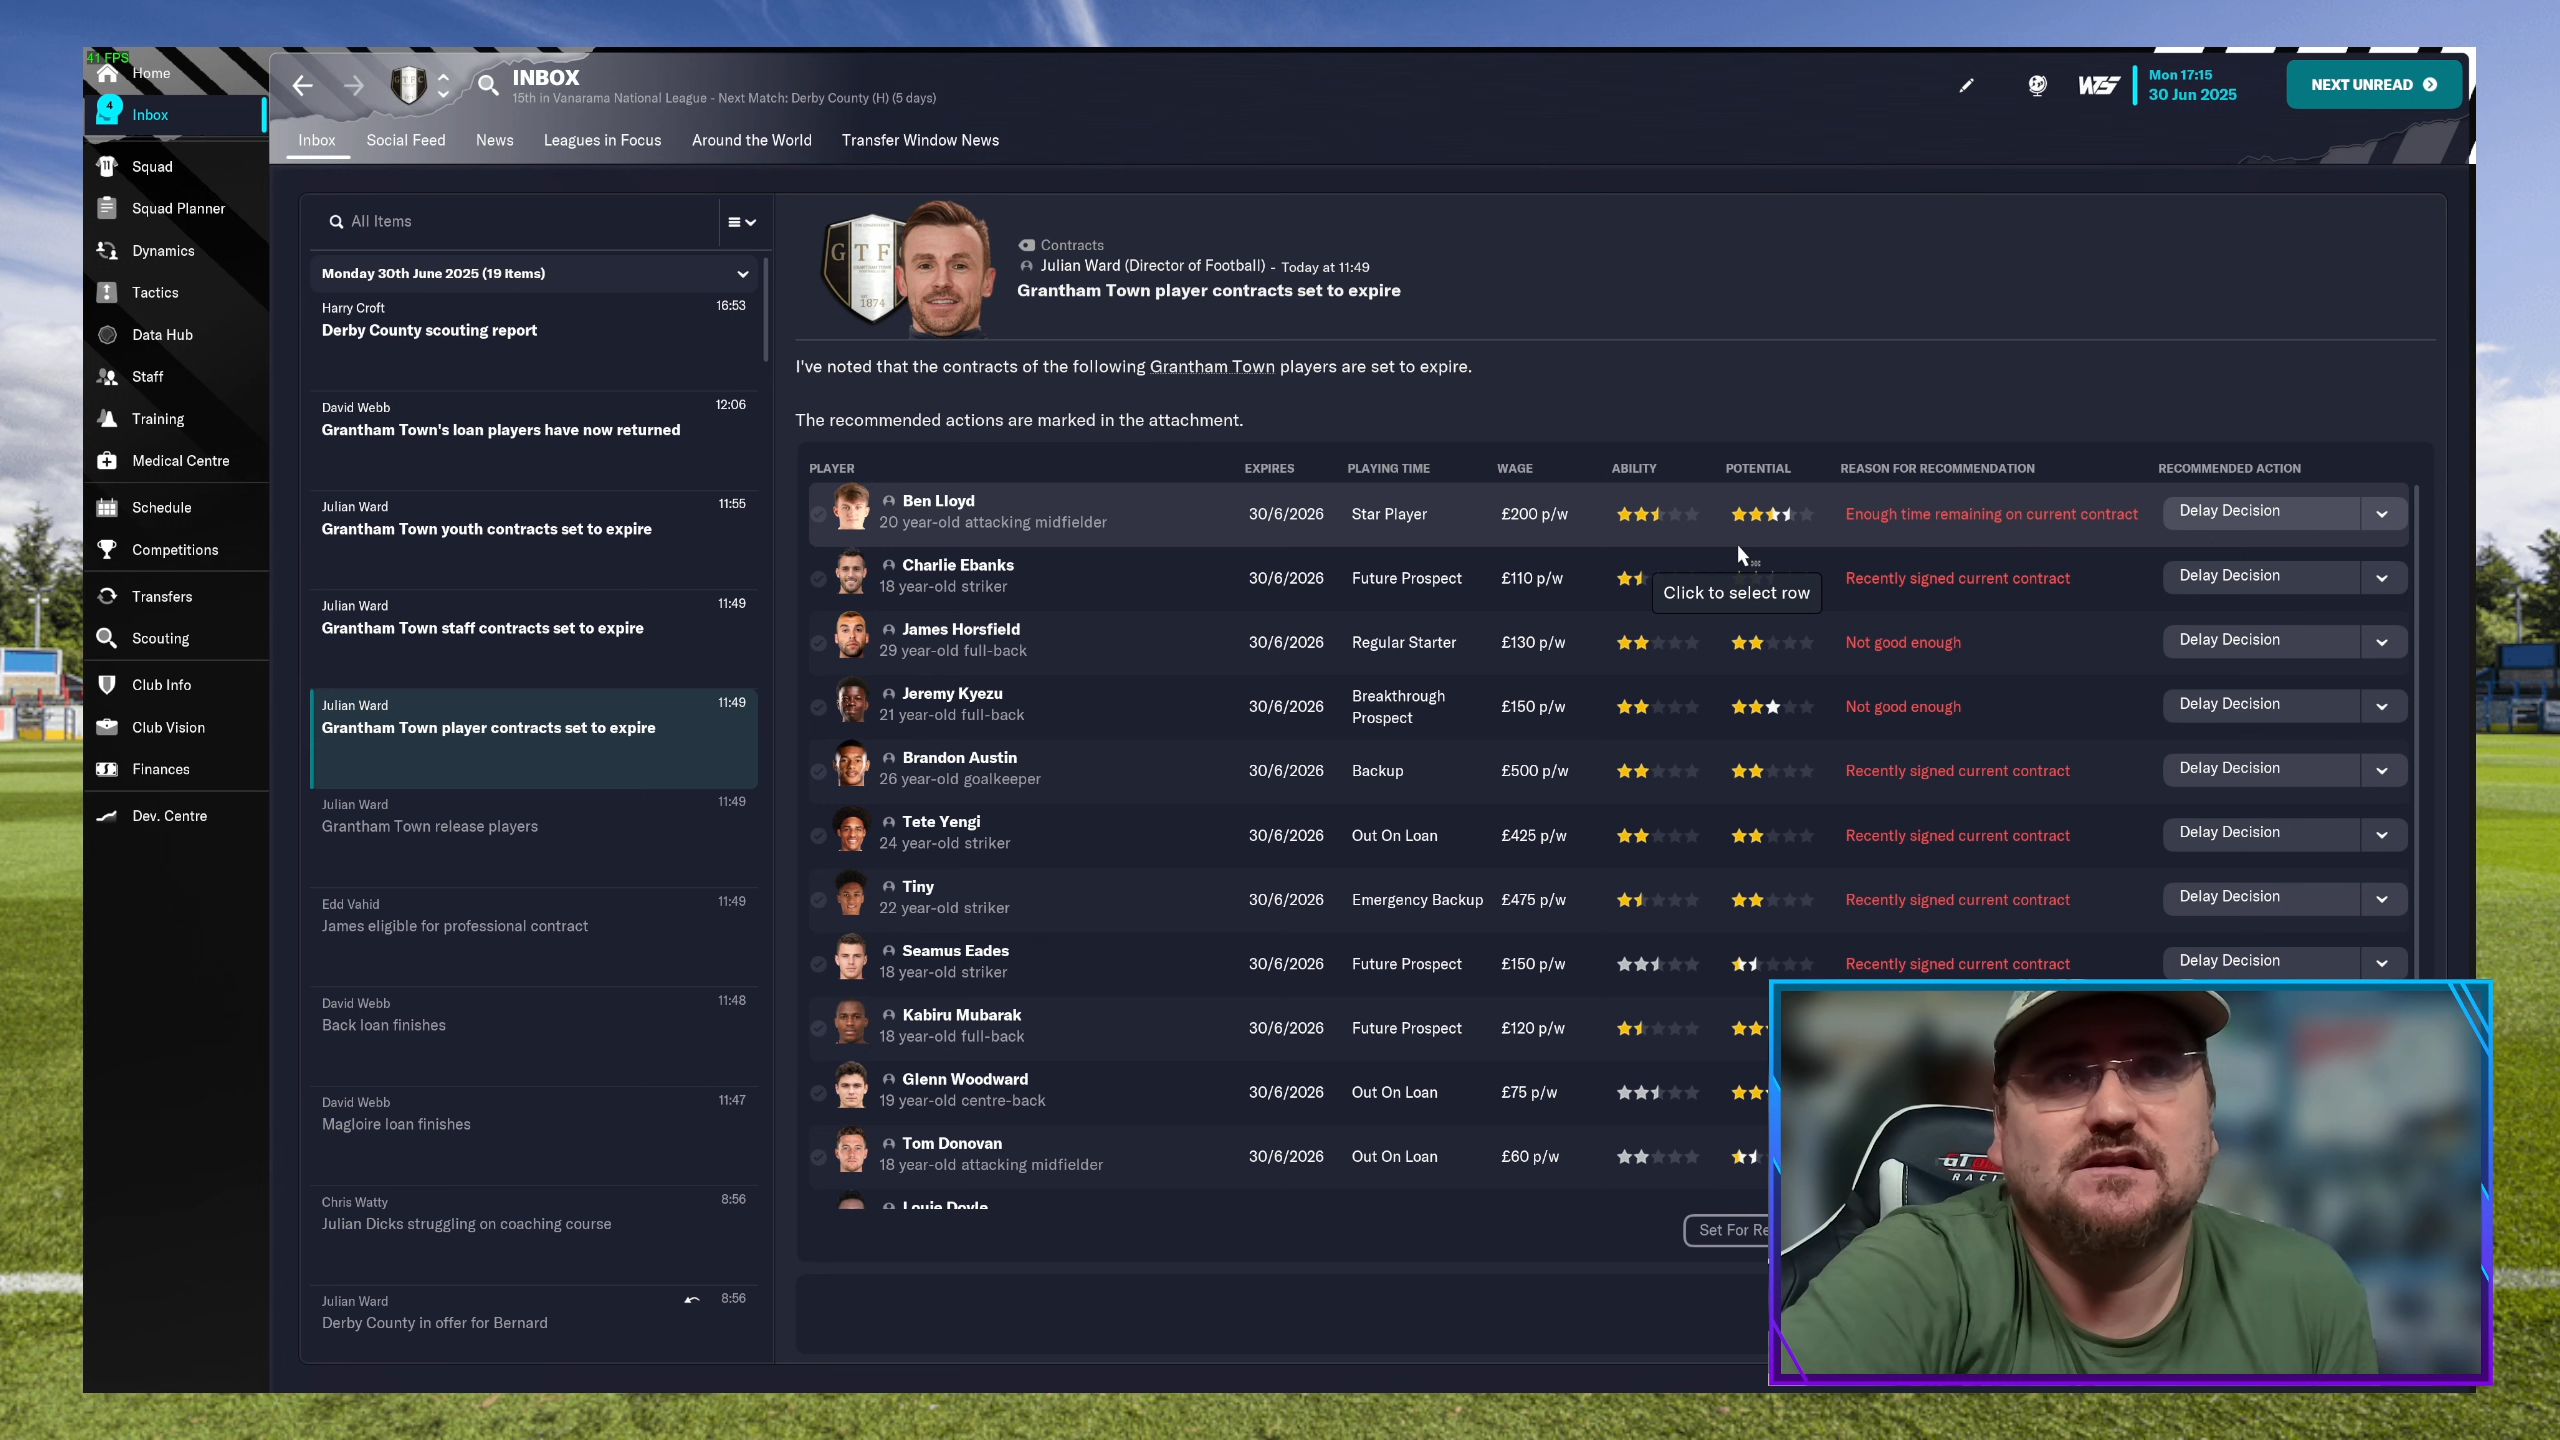 41 FPS
Home
4
Inbox
Squad
Squad Planner
Dynamics
Tactics
Data Hub
Staff
Training
Medical Centre
Schedule
Competitions
Transfers
Scouting
Club Info
Club Vision
Finances
Dev. Centre
INBOX
15th in Vanarama National League - Next Match: Derby County (H) (5 days)
Mon 17:15
30 Jun 2025
NEXT UNREAD
Inbox Social Feed News Leagues in Focus Around the World Transfer Window News
All Items
Monday 30th June 2025 (19 Items)
Harry Croft 16:53
Derby County scouting report
David Webb 12:06
Grantham Town's loan players have now returned
Julian Ward 11:55
Grantham Town youth contracts set to expire
Julian Ward 11:49
Grantham Town staff contracts set to expire
Julian Ward 11:49
Grantham Town player contracts set to expire
Julian Ward 11:49
Grantham Town release players
Edd Vahid 11:49
James eligible for professional contract
David Webb 11:48
Back loan finishes
David Webb 11:47
Magloire loan finishes
Chris Watty 8:56
Julian Dicks struggling on coaching course
Julian Ward 8:56
Derby County in offer for Bernard
G T F
1874
Contracts
Julian Ward (Director of Football) - Today at 11:49
Grantham Town player contracts set to expire
I've noted that the contracts of the following Grantham Town players are set to expire.
The recommended actions are marked in the attachment.
PLAYER EXPIRES PLAYING TIME WAGE ABILITY POTENTIAL REASON FOR RECOMMENDATION RECOMMENDED ACTION
Ben Lloyd
20 year-old attacking midfielder 30/6/2026 Star Player £200 p/w Enough time remaining on current contract Delay Decision
Charlie Ebanks
18 year-old striker 30/6/2026 Future Prospect £110 p/w Recently signed current contract Delay Decision
Click to select row
James Horsfield
29 year-old full-back 30/6/2026 Regular Starter £130 p/w Not good enough Delay Decision
Jeremy Kyezu
21 year-old full-back 30/6/2026 Breakthrough Prospect £150 p/w Not good enough Delay Decision
Brandon Austin
26 year-old goalkeeper 30/6/2026 Backup £500 p/w Recently signed current contract Delay Decision
Tete Yengi
24 year-old striker 30/6/2026 Out On Loan £425 p/w Recently signed current contract Delay Decision
Tiny
22 year-old striker 30/6/2026 Emergency Backup £475 p/w Recently signed current contract Delay Decision
Seamus Eades
18 year-old striker 30/6/2026 Future Prospect £150 p/w Recently signed current contract Delay Decision
Kabiru Mubarak
18 year-old full-back 30/6/2026 Future Prospect £120 p/w
Glenn Woodward
19 year-old centre-back 30/6/2026 Out On Loan £75 p/w
Tom Donovan
18 year-old attacking midfielder 30/6/2026 Out On Loan £60 p/w
Louie Doyle
Set For Re